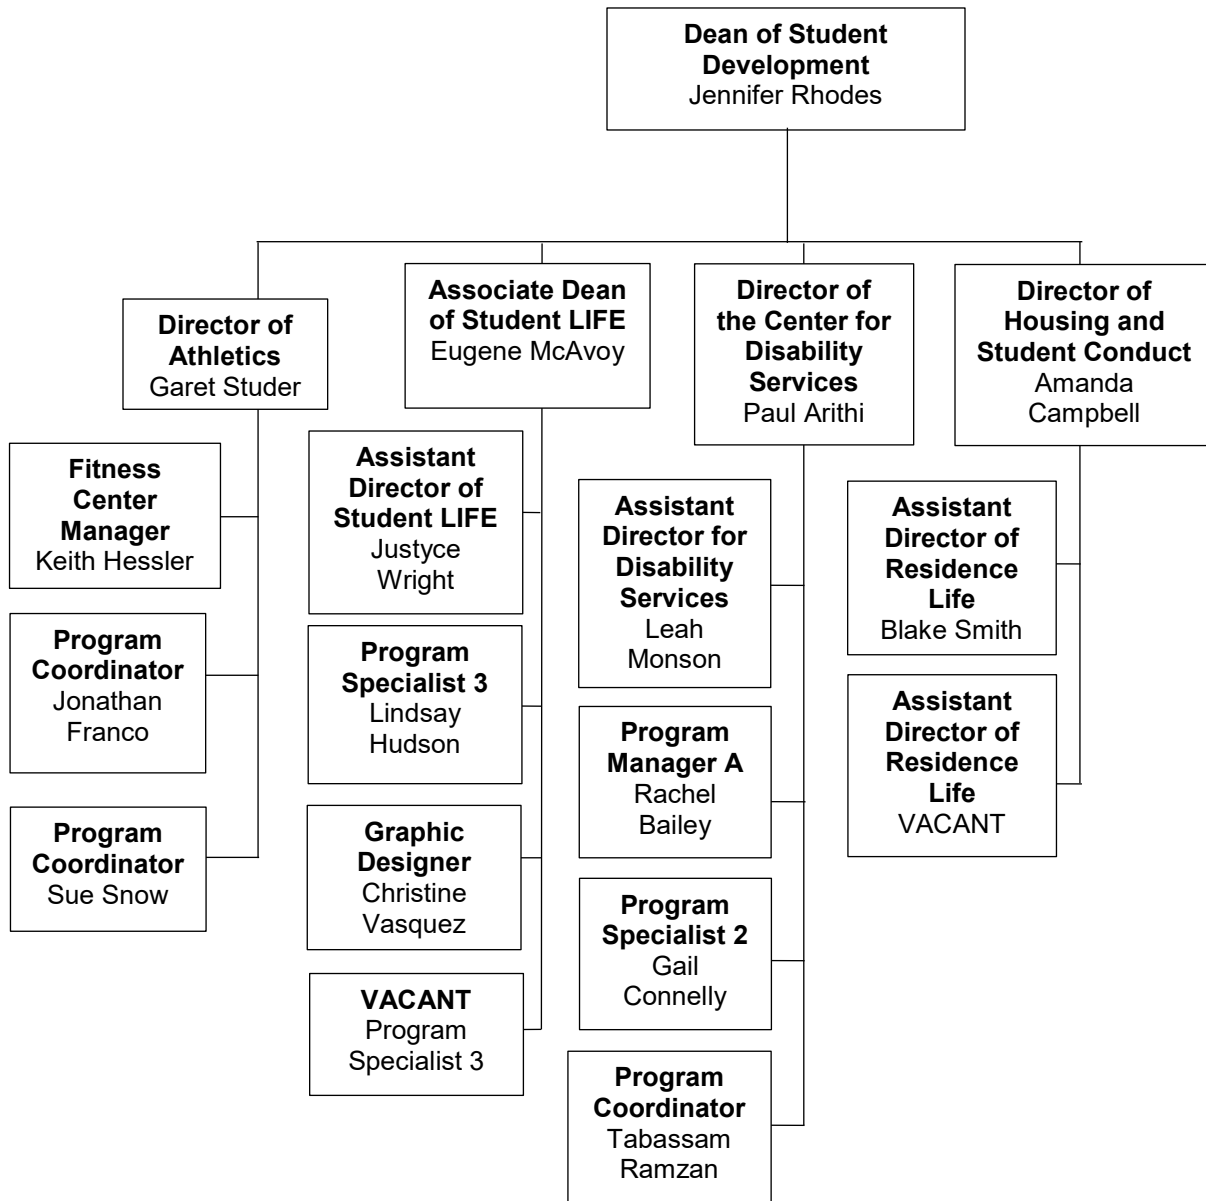 Dean of Student
Development
Jennifer Rhodes
Director of
Athletics
Garet Studer
Fitness
Center
Manager
Keith Hessler
Program
Coordinator
Jonathan
Franco
Program
Coordinator
Sue Snow
Associate Dean
of Student LIFE
Eugene McAvoy
Assistant
Director of
Student LIFE
Justyce
Wright
Program
Specialist 3
Lindsay
Hudson
Graphic
Designer
Christine
Vasquez
VACANT
Program
Specialist 3
Director of
the Center for
Disability
Services
Paul Arithi
Assistant
Director for
Disability
Services
Leah
Monson
Program
Manager A
Rachel
Bailey
Program
Specialist 2
Gail
Connelly
Program
Coordinator
Tabassam
Ramzan
Director of
Housing and
Student Conduct
Amanda
Campbell
Assistant
Director of
Residence
Life
Blake Smith
Assistant
Director of
Residence
Life
VACANT